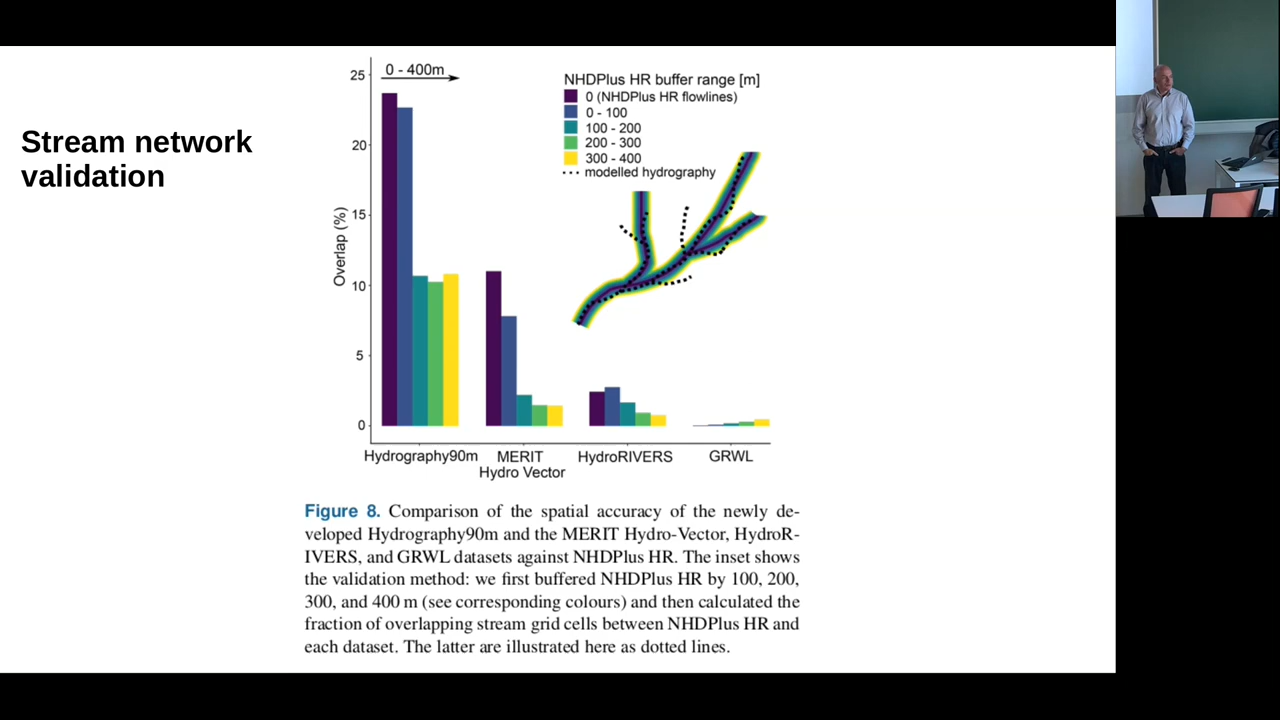 Stream network
validation
0 - 400m
25
20
15
10
5
0
Overlap (%)
NHDPlus HR buffer range [m]
0 (NHDPlus HR flowlines)
0 - 100
100 - 200
200 - 300
300 - 400
modelled hydrography
Hydrography90m
MERIT
Hydro Vector
HydroRIVERS
GRWL
Figure 8. Comparison of the spatial accuracy of the newly de-
veloped Hydrography90m and the MERIT Hydro-Vector, HydroR-
IVERS, and GRWL datasets against NHDPlus HR. The inset shows
the validation method: we first buffered NHDPlus HR by 100, 200,
300, and 400 m (see corresponding colours) and then calculated the
fraction of overlapping stream grid cells between NHDPlus HR and
each dataset. The latter are illustrated here as dotted lines.